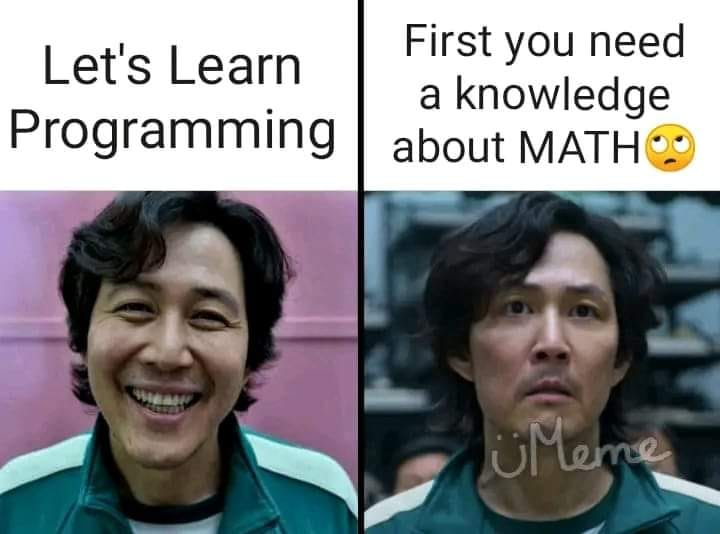 Let's Learn
Programming
First you need
a knowledge
about MATH🙄
üMeme